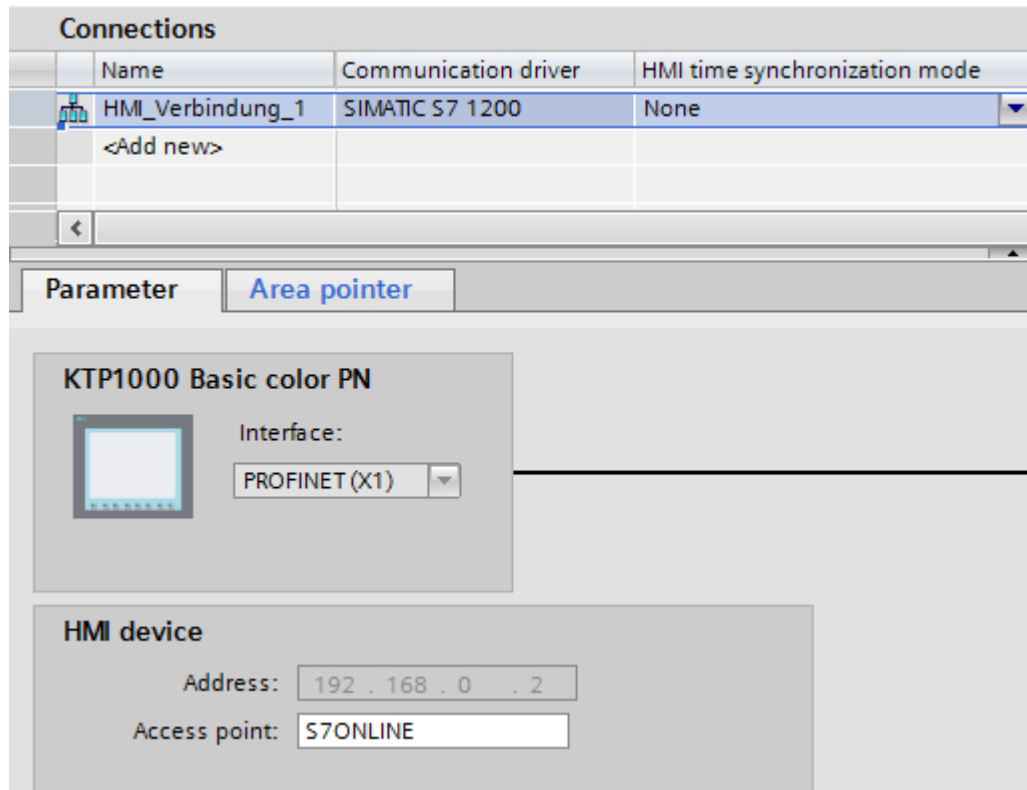 Connections
Name Communication driver HMI time synchronization mode
HMI_Verbindung_1 SIMATIC S7 1200 None
<Add new>
Parameter Area pointer
KTP1000 Basic color PN
Interface:
PROFINET (X1)
HMI device
Address: 192 . 168 . 0 . 2
Access point: S7ONLINE